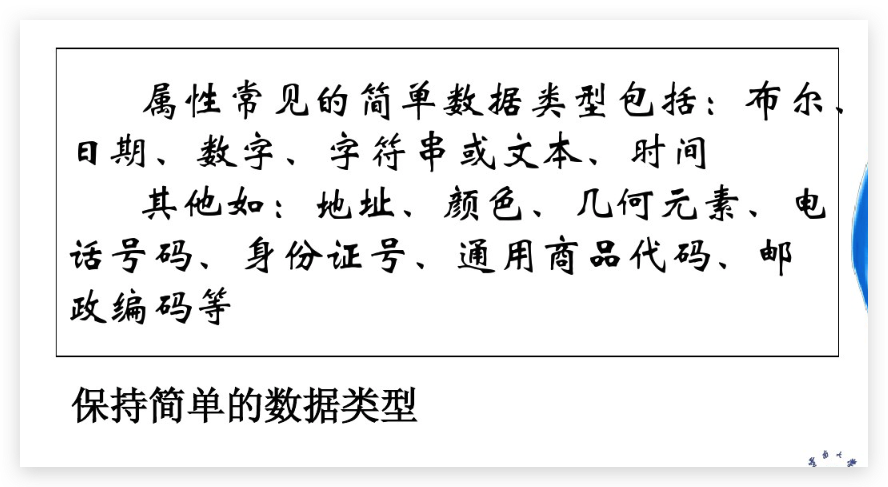 属性常见的简单数据类型包括：布尔、
日期、数字、字符串或文本、时间
其他如：地址、颜色、几何元素、电
话号码、身份证号、通用商品代码、邮
政编码等
保持简单的数据类型